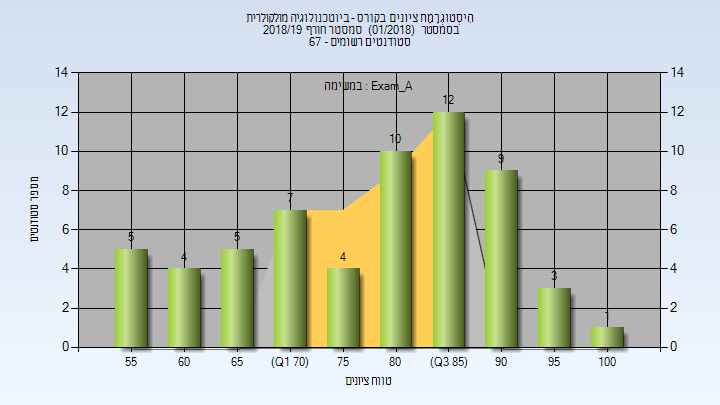 הִיסְטוֹגְרָמַת ציונים בקורס - ביוטכנולוגיה מולקולרית
בסמסטר (01/2018) סמסטר חורף 2018/19
סטודנטים רשומים - 67
במשימה : Exam_A
מספר סטודנטים
14 14
12 12
10 10
8 8
6 6
4 4
2 2
0 0
5 4 5 7 4 10 12 9 3 1
55 60 65 (Q1 70) 75 80 (Q3 85) 90 95 100
טווח ציונים